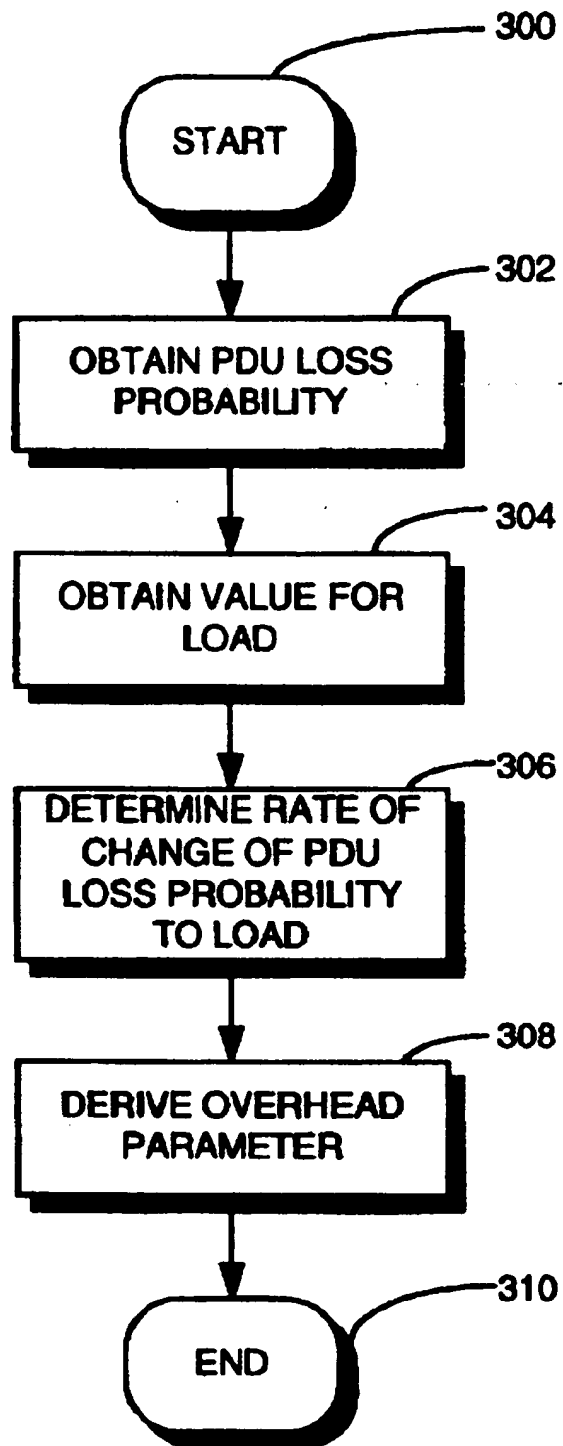 300
START
302
OBTAIN PDU LOSS
PROBABILITY
304
OBTAIN VALUE FOR
LOAD
306
DETERMINE RATE OF
CHANGE OF PDU
LOSS PROBABILITY
TO LOAD
308
DERIVE OVERHEAD
PARAMETER
310
END